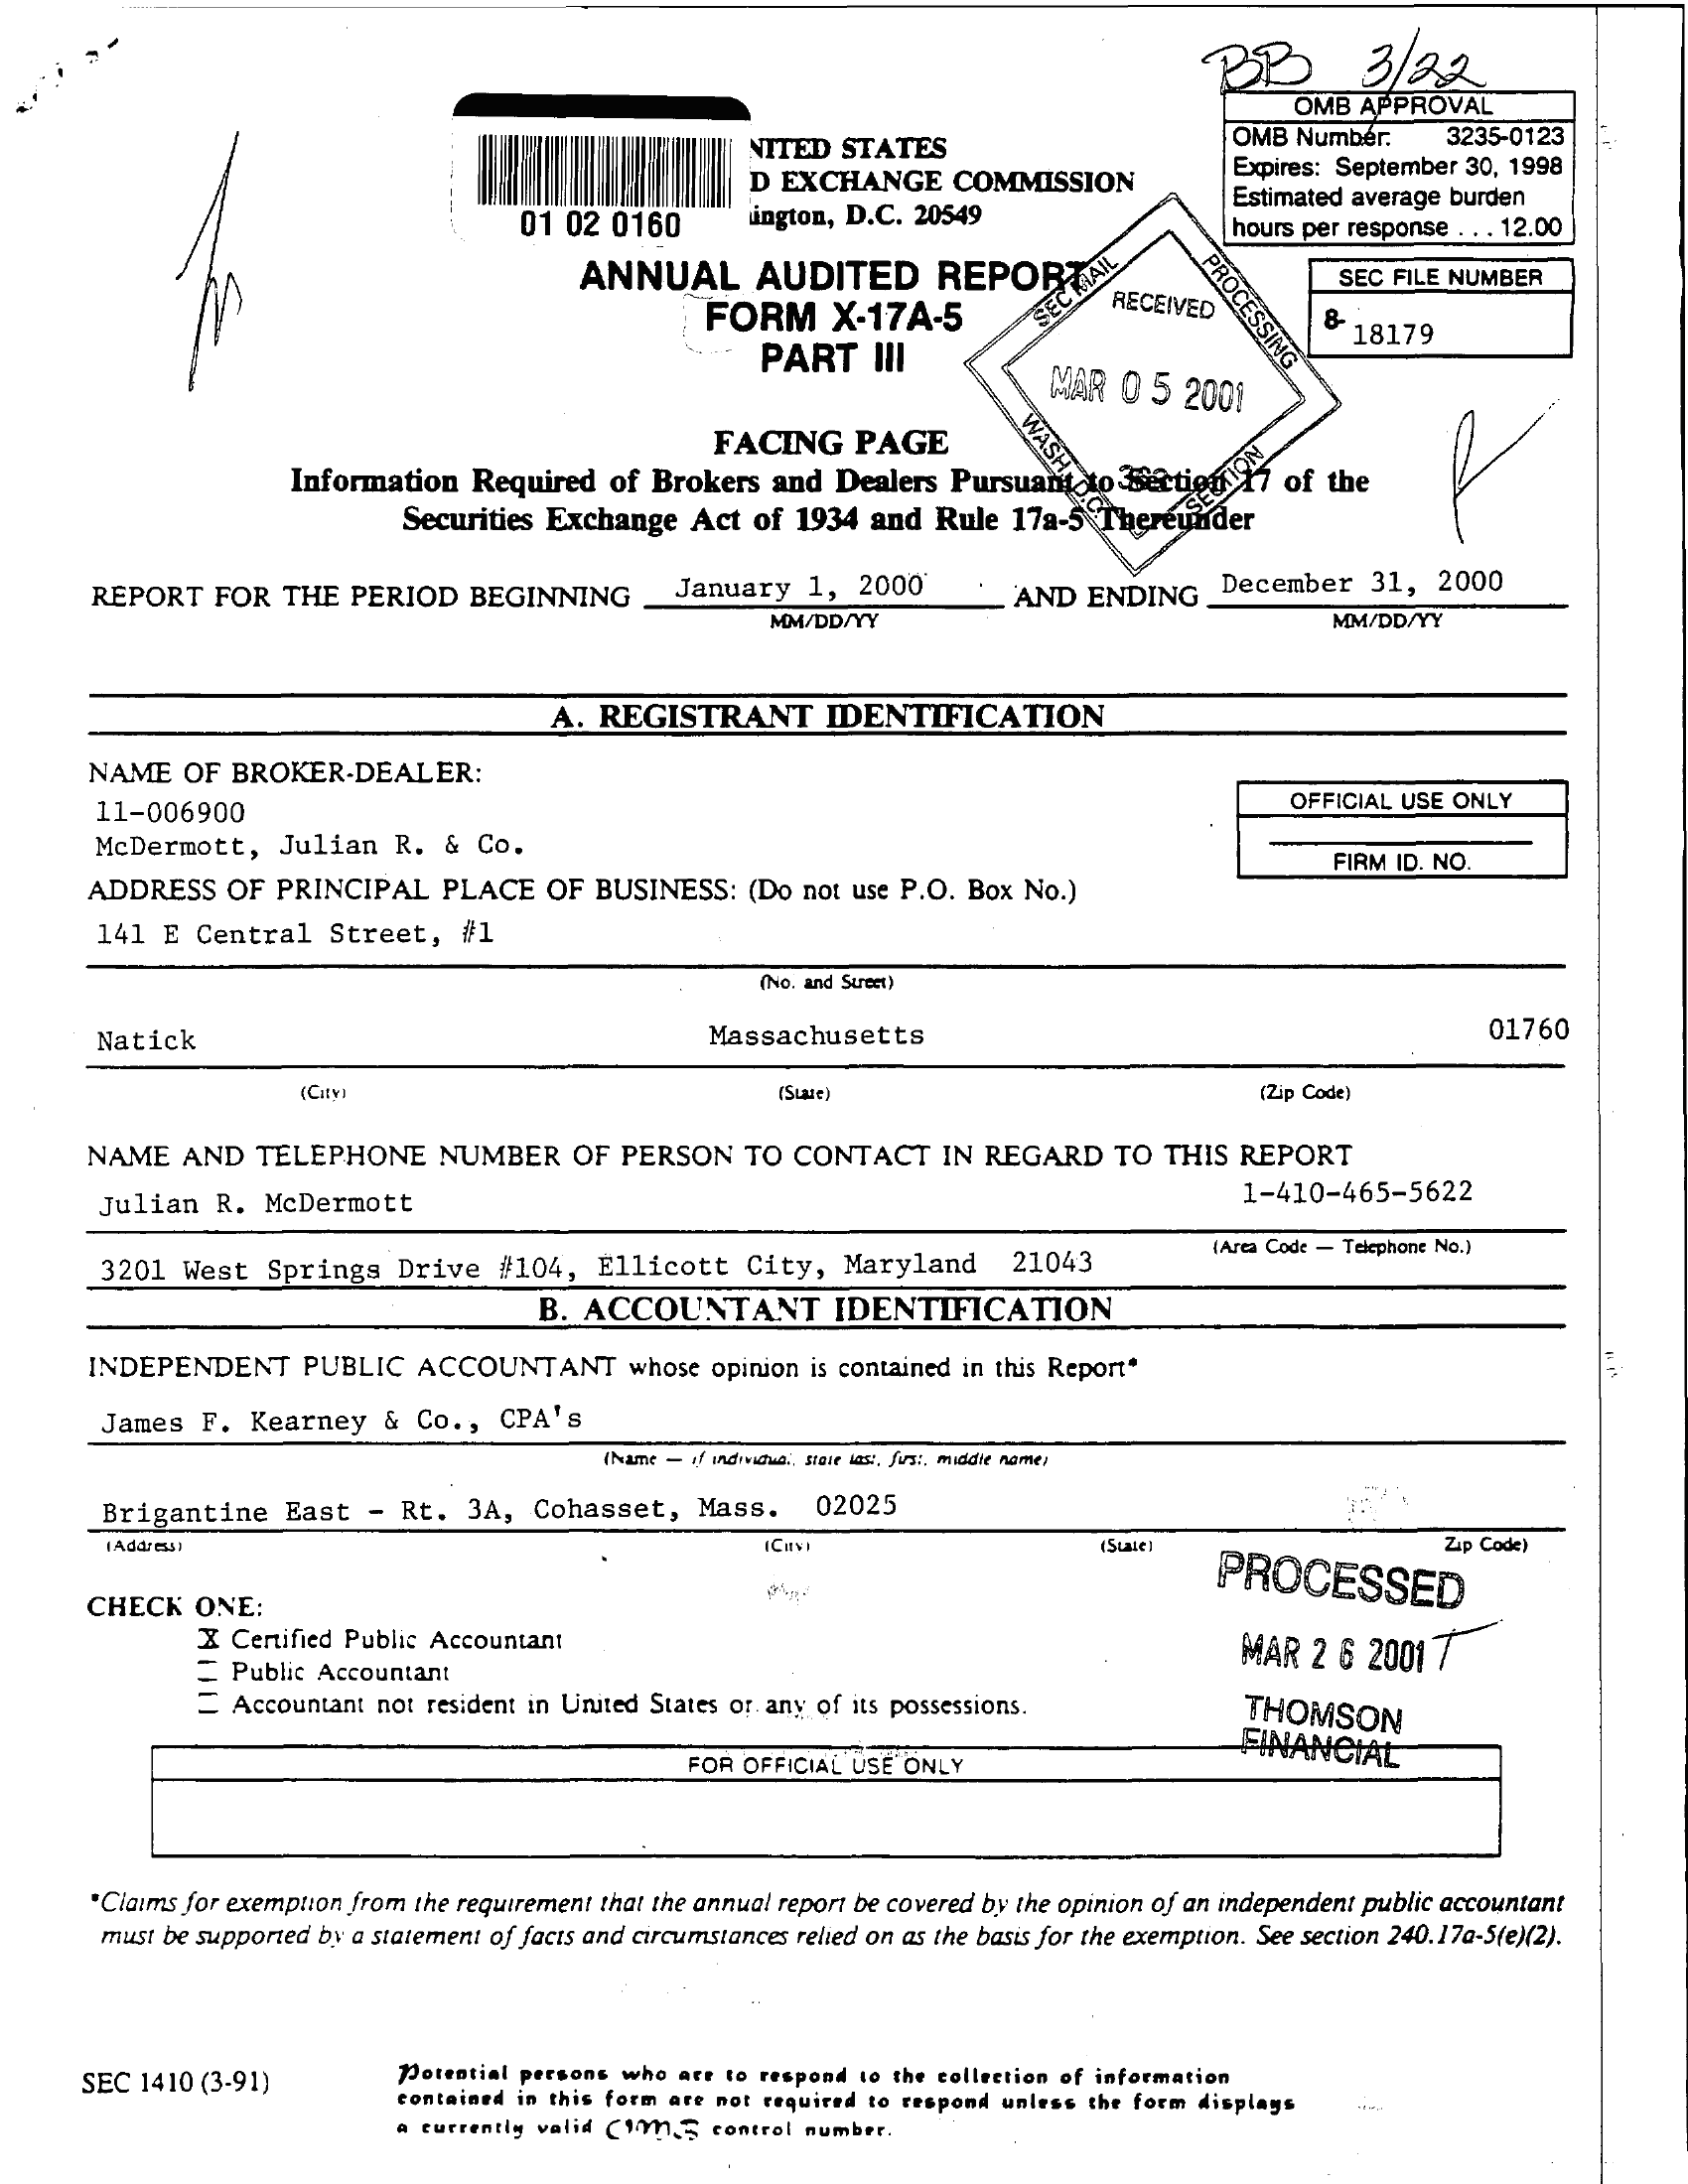 BB 3/22
OMB APPROVAL
OMB Number: 3235-0123
Expires: September 30, 1998
Estimated average burden
hours per response . . . 12.00
NITED STATES
D EXCHANGE COMMISSION
ington, D.C. 20549
01 02 0160
ANNUAL AUDITED REPORT
FORM X-17A-5
PART III
SEC MAIL
RECEIVED
PROCESSING
MAR 05 2001
WASH D.C.
SECTION
SEC FILE NUMBER
8-18179
FACING PAGE
Information Required of Brokers and Dealers Pursuant to Section 17 of the
Securities Exchange Act of 1934 and Rule 17a-5 Thereunder
REPORT FOR THE PERIOD BEGINNING January 1, 2000 AND ENDING December 31, 2000
MM/DD/YY MM/DD/YY
A. REGISTRANT IDENTIFICATION
NAME OF BROKER-DEALER:
11-006900
McDermott, Julian R. & Co.
OFFICIAL USE ONLY
FIRM ID. NO.
ADDRESS OF PRINCIPAL PLACE OF BUSINESS: (Do not use P.O. Box No.)
141 E Central Street, #1
(No. and Street)
Natick Massachusetts 01760
(City) (State) (Zip Code)
NAME AND TELEPHONE NUMBER OF PERSON TO CONTACT IN REGARD TO THIS REPORT
Julian R. McDermott 1-410-465-5622
(Area Code — Telephone No.)
3201 West Springs Drive #104, Ellicott City, Maryland 21043
B. ACCOUNTANT IDENTIFICATION
INDEPENDENT PUBLIC ACCOUNTANT whose opinion is contained in this Report*
James F. Kearney & Co., CPA's
(Name — if individual, state last, first, middle name)
Brigantine East - Rt. 3A, Cohasset, Mass. 02025
(Address) (City) (State) Zip Code)
CHECK ONE:
X Certified Public Accountant
Public Accountant
Accountant not resident in United States or any of its possessions.
PROCESSED
MAR 26 2001
THOMSON
FINANCIAL
FOR OFFICIAL USE ONLY
*Claims for exemption from the requirement that the annual report be covered by the opinion of an independent public accountant
must be supported by a statement of facts and circumstances relied on as the basis for the exemption. See section 240.17a-5(e)(2).
SEC 1410 (3-91)
Potential persons who are to respond to the collection of information
contained in this form are not required to respond unless the form displays
a currently valid OMB control number.